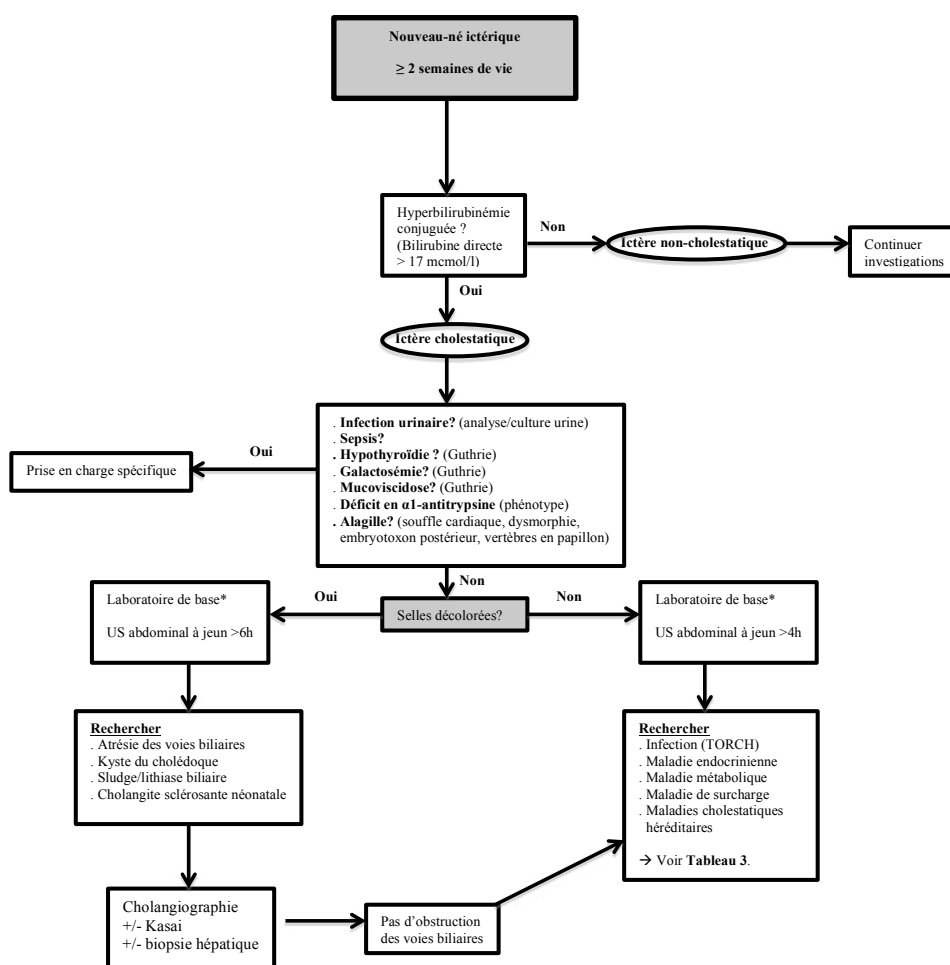 Nouveau-né ictérique
≥ 2 semaines de vie
Hyperbilirubinémie
conjuguée ?
(Bilirubine directe
> 17 mcmol/l)
Non
Ictère non-cholestatique
Continuer
investigations
Oui
Ictère cholestatique
. Infection urinaire? (analyse/culture urine)
. Sepsis?
. Hypothyroïdie ? (Guthrie)
. Galactosémie? (Guthrie)
. Mucoviscidose? (Guthrie)
. Déficit en α1-antitrypsine (phénotype)
. Alagille? (souffle cardiaque, dysmorphie,
embryotoxon postérieur, vertèbres en papillon)
Oui
Prise en charge spécifique
Non
Selles décolorées?
Oui
Laboratoire de base*
US abdominal à jeun >6h
Non
Laboratoire de base*
US abdominal à jeun >4h
Rechercher
. Atrésie des voies biliaires
. Kyste du cholédoque
. Sludge/lithiase biliaire
. Cholangite sclérosante néonatale
Rechercher
. Infection (TORCH)
. Maladie endocrinienne
. Maladie métabolique
. Maladie de surcharge
. Maladies cholestatiques
héréditaires
→ Voir Tableau 3.
Cholangiographie
+/- Kasai
+/- biopsie hépatique
Pas d'obstruction
des voies biliaires